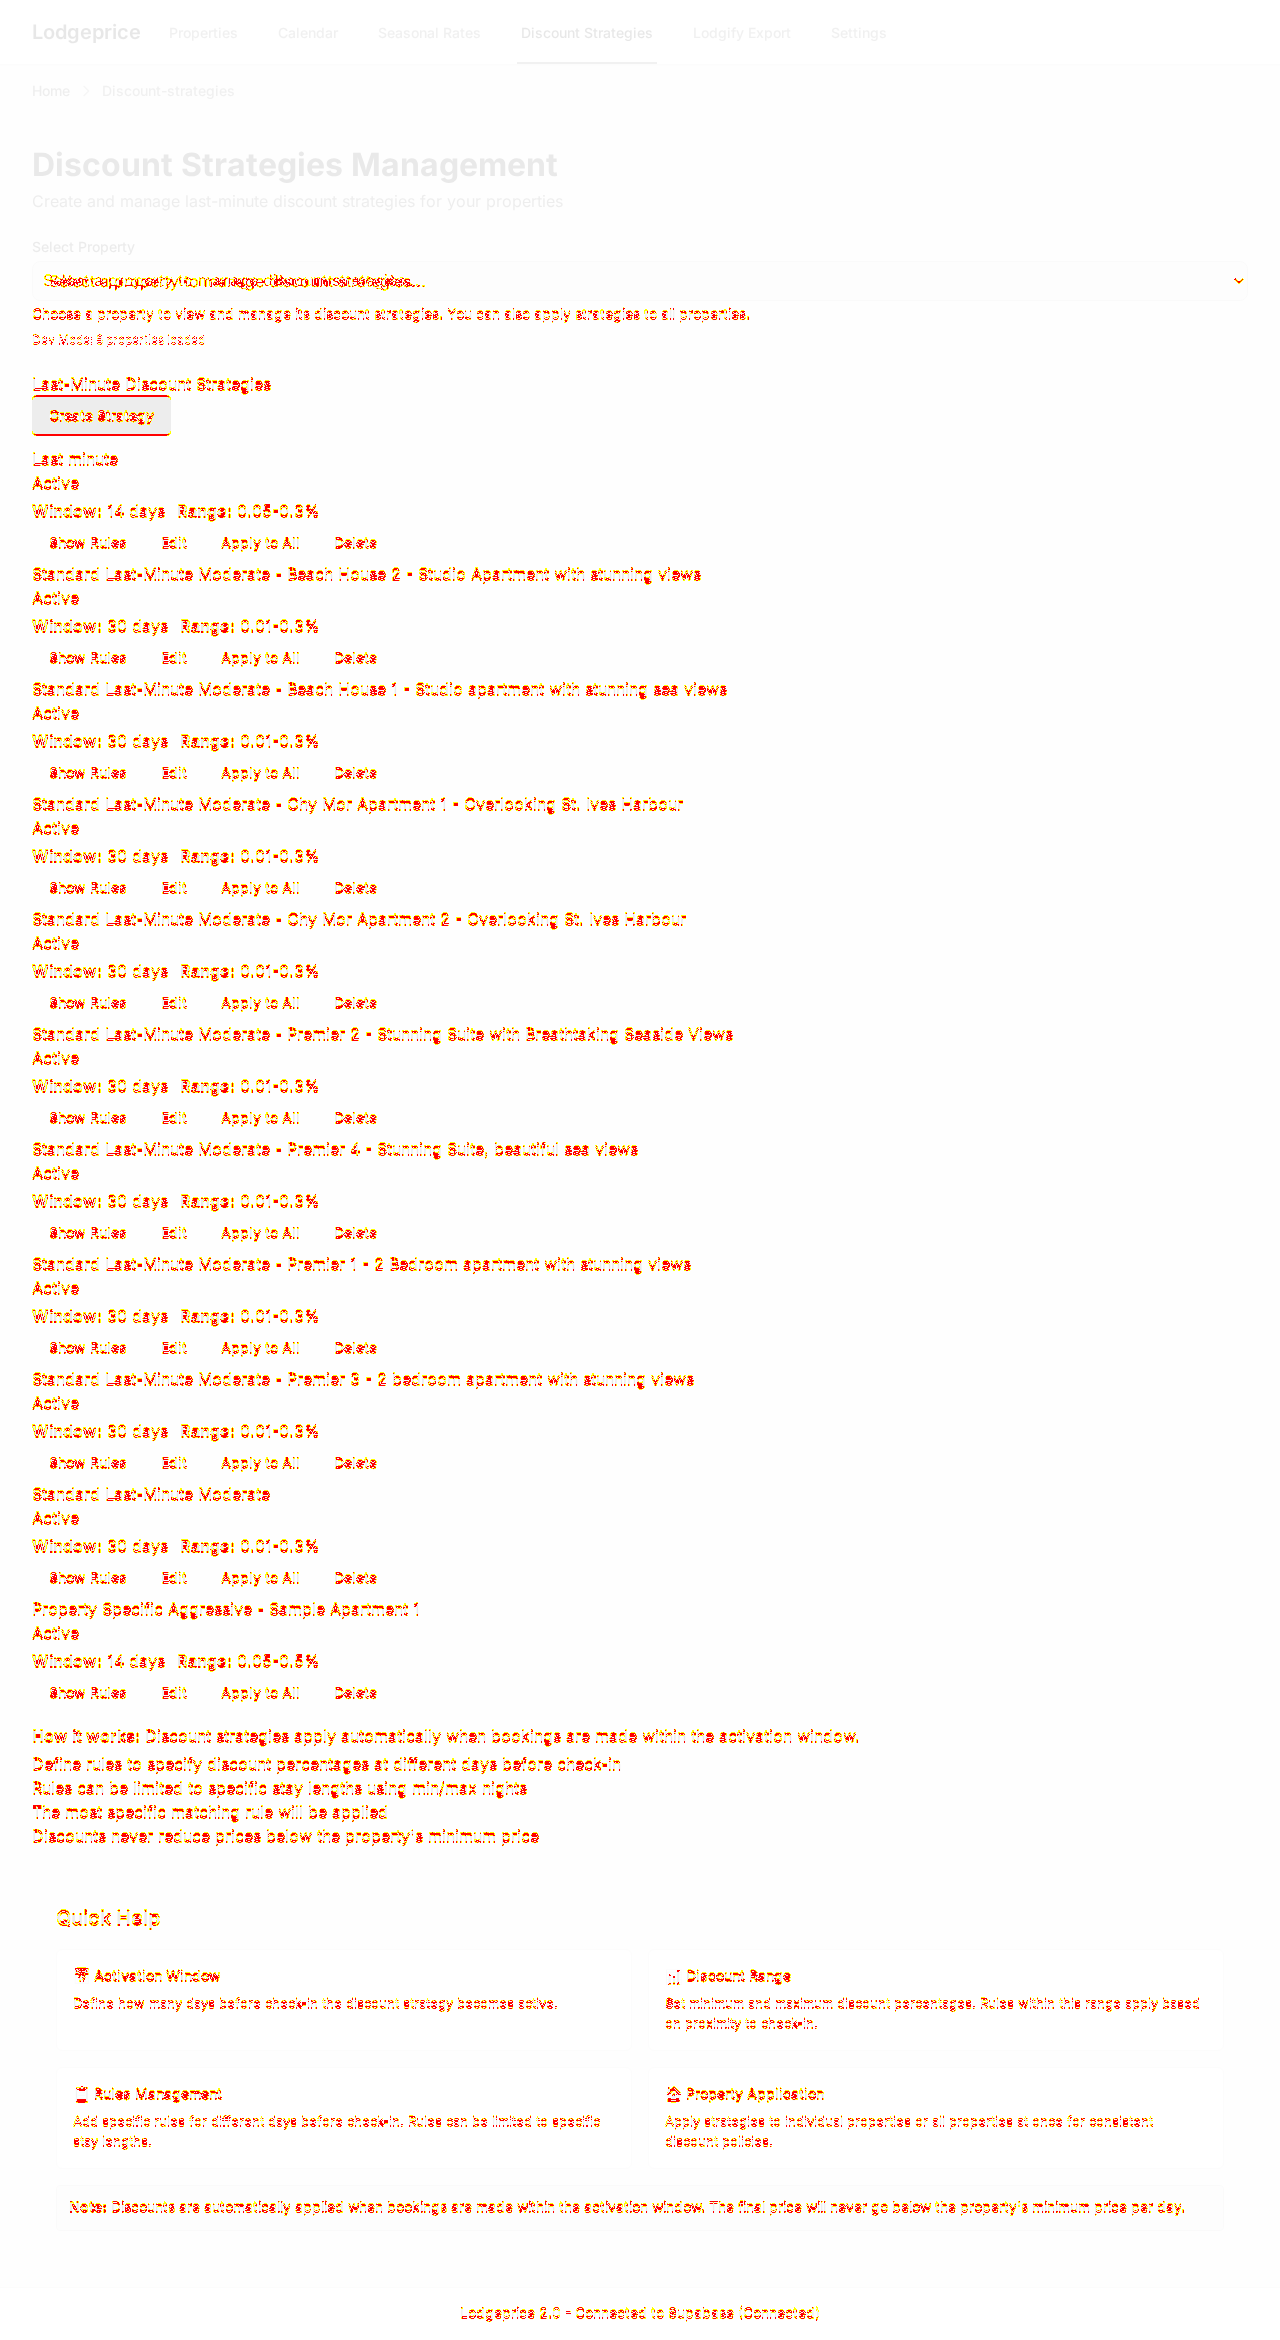 Lodgeprice Properties Calendar Seasonal Rates Discount Strategies Lodgify Export Settings
Home Discount-strategies
Discount Strategies Management
Create and manage last-minute discount strategies for your properties
Select Property
Select a property to manage discount strategies...
Choose a property to view and manage its discount strategies. You can also apply strategies to all properties.
Dev Mode: properties loaded
Last-Minute Discount Strategies
Create Strategy
Last minute
Active
Window: 14 days Range: 0.05-0.3%
Show Rules Edit Apply to All Delete
Standard Last-Minute Moderate - Beach House 2 - Studio Apartment with stunning views
Active
Window: 30 days Range: 0.01-0.3%
Show Rules Edit Apply to All Delete
Standard Last-Minute Moderate - Beach House 1 - Studio apartment with stunning sea views
Active
Window: 30 days Range: 0.01-0.3%
Show Rules Edit Apply to All Delete
Standard Last-Minute Moderate - Chy Mor Apartment 1 - Overlooking St. Ives Harbour
Active
Window: 30 days Range: 0.01-0.3%
Show Rules Edit Apply to All Delete
Standard Last-Minute Moderate - Chy Mor Apartment 2 - Overlooking St. Ives Harbour
Active
Window: 30 days Range: 0.01-0.3%
Show Rules Edit Apply to All Delete
Standard Last-Minute Moderate - Premier 2 - Stunning Suite with Breathtaking Seaside Views
Active
Window: 30 days Range: 0.01-0.3%
Show Rules Edit Apply to All Delete
Standard Last-Minute Moderate - Premier 4 - Stunning Suite, beautiful sea views
Active
Window: 30 days Range: 0.01-0.3%
Show Rules Edit Apply to All Delete
Standard Last-Minute Moderate - Premier 1 - 2 Bedroom apartment with stunning views
Active
Window: 30 days Range: 0.01-0.3%
Show Rules Edit Apply to All Delete
Standard Last-Minute Moderate - Premier 3 - 2 bedroom apartment with stunning views
Active
Window: 30 days Range: 0.01-0.3%
Show Rules Edit Apply to All Delete
Standard Last-Minute Moderate
Active
Window: 30 days Range: 0.01-0.3%
Show Rules Edit Apply to All Delete
Property Specific Aggressive - Sample Apartment 1
Active
Window: 14 days Range: 0.05-0.5%
Show Rules Edit Apply to All Delete
How it works: Discount strategies apply automatically when bookings are made within the activation window.
Define rules to specify discount percentages at different days before check-in
Rules can be limited to specific stay lengths using min/max nights
The most specific matching rule will be applied
Discounts never reduce prices below the property's minimum price
Quick Help
Activation Window
Define how many days before check-in the discount strategy becomes active.
Discount Range
Set minimum and maximum discount percentages. Rules within this range apply based
on proximity to check-in.
Rules Management
Add specific rules for different days before check-in. Rules can be limited to specific
stay lengths.
Property Application
Apply strategies to individual properties or all properties at once for consistent
discount policies.
Note: Discounts are automatically applied when bookings are made within the activation window. The final price will never go below the property's minimum price per day.
Lodgeprice 2.0 - Connected to Supabase (Connected)